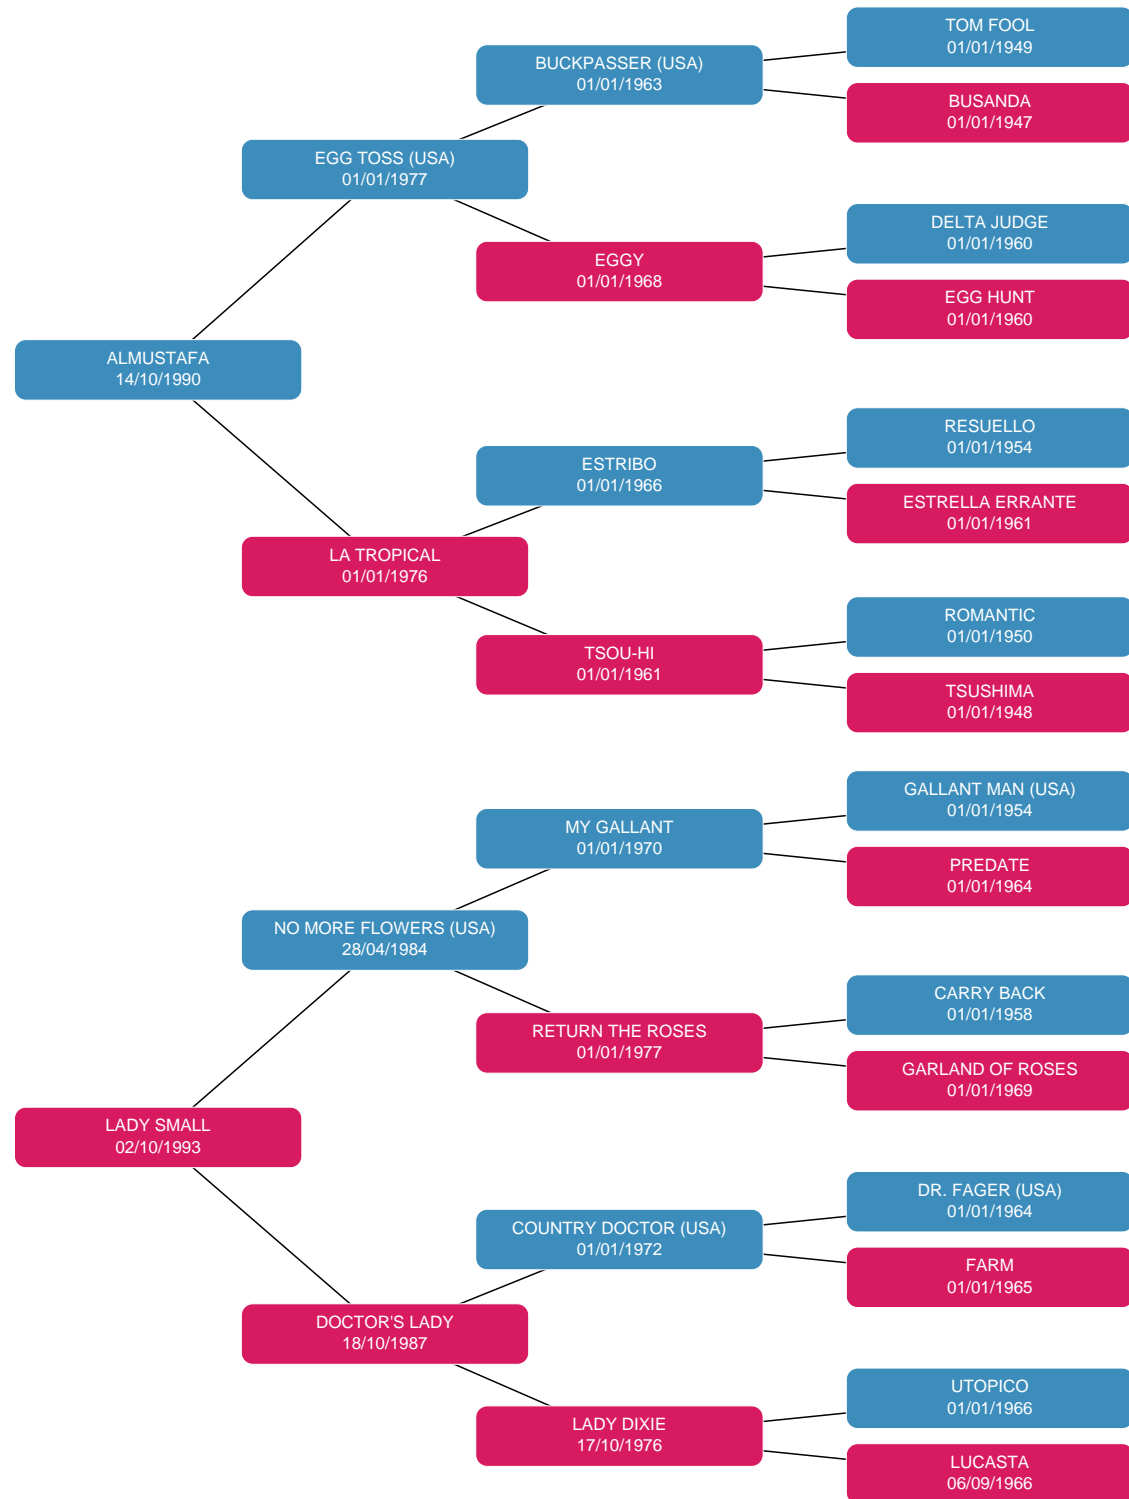 TOM FOOL
01/01/1949
BUCKPASSER (USA)
01/01/1963
BUSANDA
01/01/1947
EGG TOSS (USA)
01/01/1977
DELTA JUDGE
01/01/1960
EGGY
01/01/1968
EGG HUNT
01/01/1960
ALMUSTAFA
14/10/1990
RESUELLO
01/01/1954
ESTRIBO
01/01/1966
ESTRELLA ERRANTE
01/01/1961
LA TROPICAL
01/01/1976
ROMANTIC
01/01/1950
TSOU-HI
01/01/1961
TSUSHIMA
01/01/1948
GALLANT MAN (USA)
01/01/1954
MY GALLANT
01/01/1970
PREDATE
01/01/1964
NO MORE FLOWERS (USA)
28/04/1984
CARRY BACK
01/01/1958
RETURN THE ROSES
01/01/1977
GARLAND OF ROSES
01/01/1969
LADY SMALL
02/10/1993
DR. FAGER (USA)
01/01/1964
COUNTRY DOCTOR (USA)
01/01/1972
FARM
01/01/1965
DOCTOR'S LADY
18/10/1987
UTOPICO
01/01/1966
LADY DIXIE
17/10/1976
LUCASTA
06/09/1966